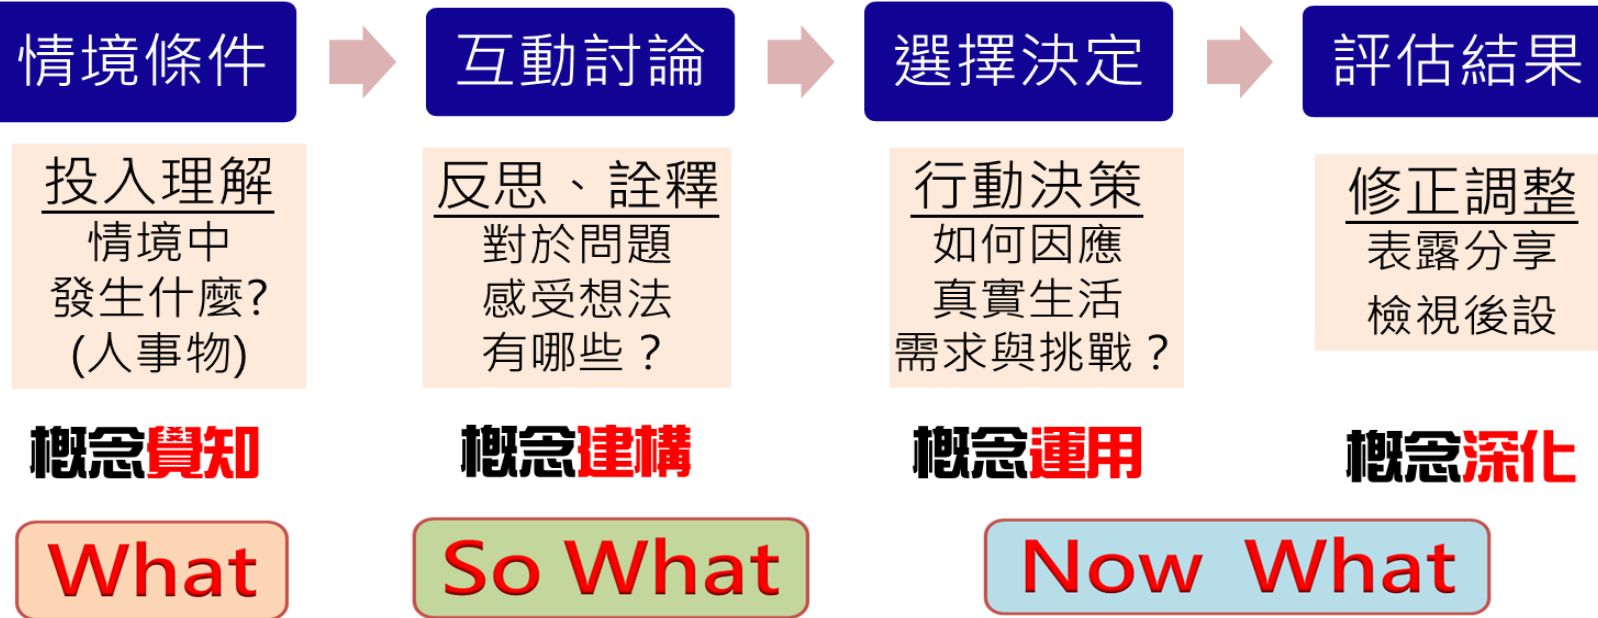 情境條件
互動討論
選擇決定
評估結果
投入理解
情境中
發生什麼?
(人事物)
反思、詮釋
對於問題
感受想法
有哪些？
行動決策
如何因應
真實生活
需求與挑戰？
修正調整
表露分享
檢視後設
概念覺知
概念建構
概念運用
概念深化
What
So What
Now What